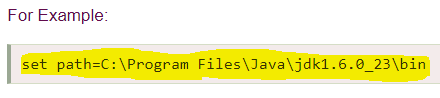 For Example:
set path=C:\Program Files\Java\jdk1.6.0_23\bin